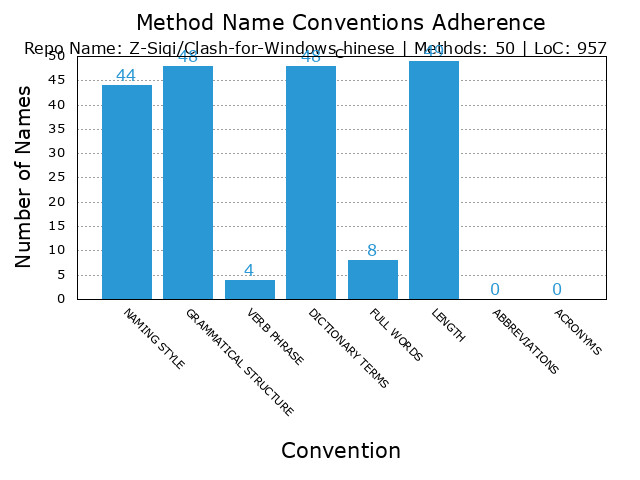 Method Name Conventions Adherence
Repo Name: Z-Siqi/Clash-for-Windows_Chinese | Methods: 50 | LoC: 957
Number of Names
50
45
40
35
30
25
20
15
10
5
0
44
48
4
48
8
49
0
0
NAMING STYLE
GRAMMATICAL STRUCTURE
VERB PHRASE
DICTIONARY TERMS
FULL WORDS
LENGTH
ABBREVIATIONS
ACRONYMS
Convention